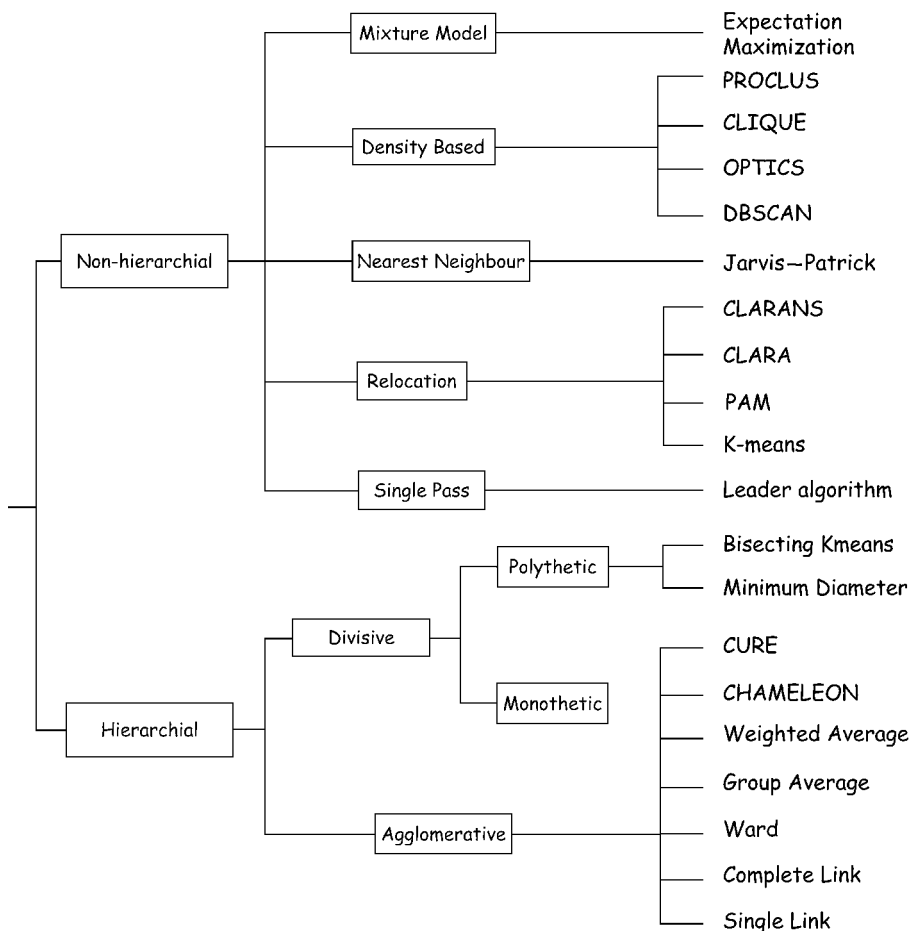 Mixture Model
Expectation
Maximization
PROCLUS
CLIQUE
Density Based
OPTICS
DBSCAN
Non-hierarchial
Nearest Neighbour
Jarvis–Patrick
CLARANS
CLARA
Relocation
PAM
K-means
Single Pass
Leader algorithm
Bisecting Kmeans
Polythetic
Minimum Diameter
Divisive
CURE
Monothetic
CHAMELEON
Hierarchial
Weighted Average
Group Average
Agglomerative
Ward
Complete Link
Single Link